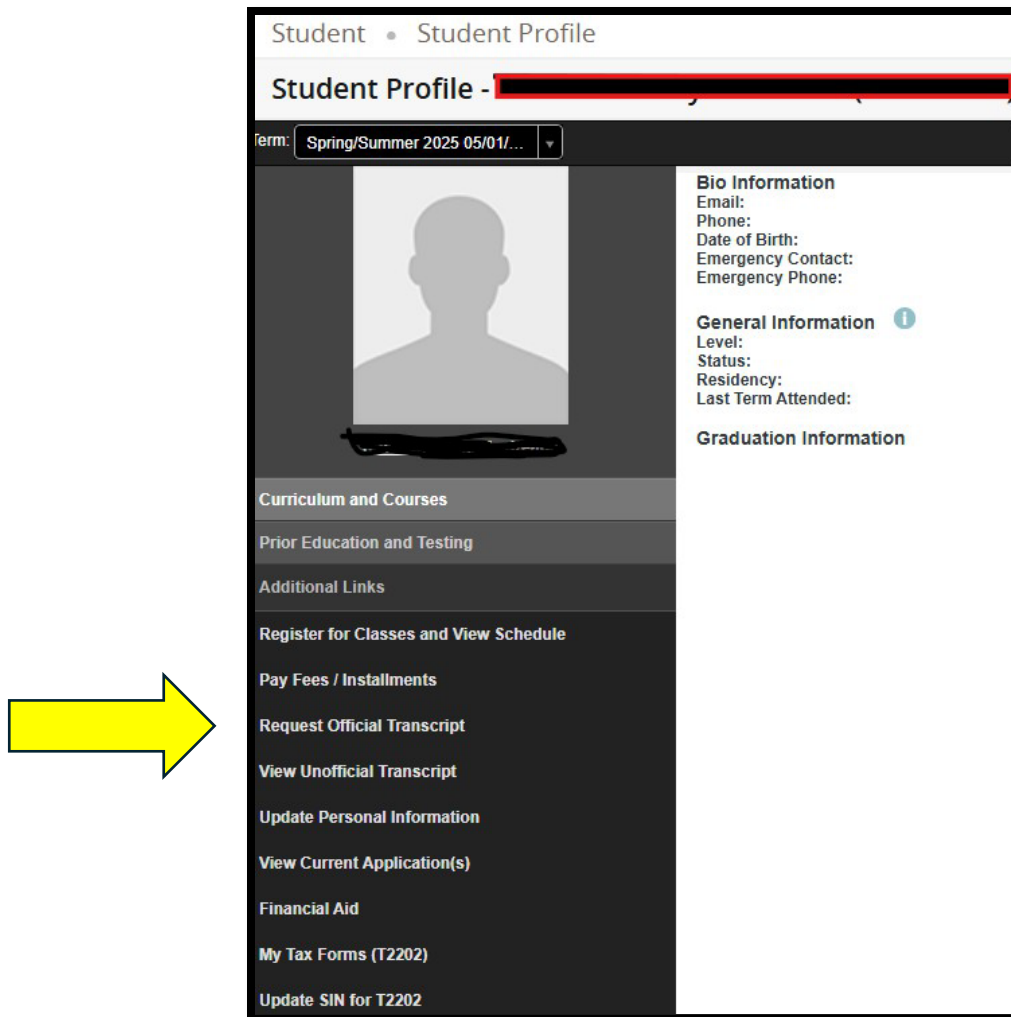 Student • Student Profile
Student Profile -
Term: Spring/Summer 2025 05/01/...
Bio Information
Email:
Phone:
Date of Birth:
Emergency Contact:
Emergency Phone:
General Information
Level:
Status:
Residency:
Last Term Attended:
Graduation Information
Curriculum and Courses
Prior Education and Testing
Additional Links
Register for Classes and View Schedule
Pay Fees / Installments
Request Official Transcript
View Unofficial Transcript
Update Personal Information
View Current Application(s)
Financial Aid
My Tax Forms (T2202)
Update SIN for T2202